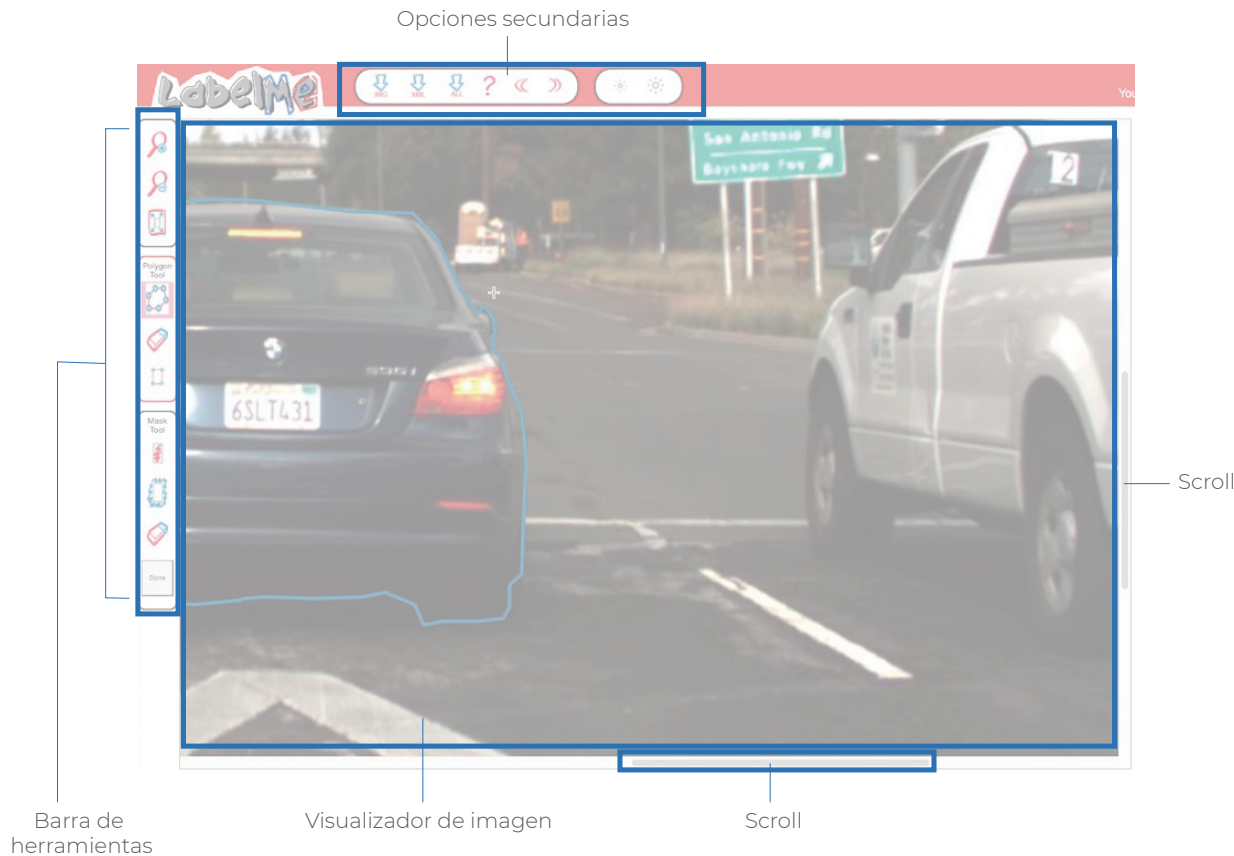 Opciones secundarias
LabelMe
IMG XML ALL ?
You
San Antonio Rd
Bayshore Fwy
2
Polygon
Tool
535i
6SLT431
Mask
Tool
Done
Scroll
Barra de
herramientas
Visualizador de imagen
Scroll